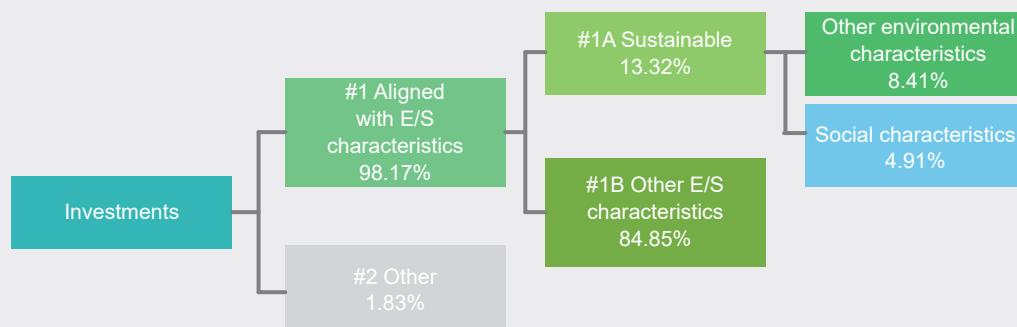 Investments
#1 Aligned
with E/S
characteristics
98.17%
#2 Other
1.83%
#1A Sustainable
13.32%
#1B Other E/S
characteristics
84.85%
Other environmental
characteristics
8.41%
Social characteristics
4.91%